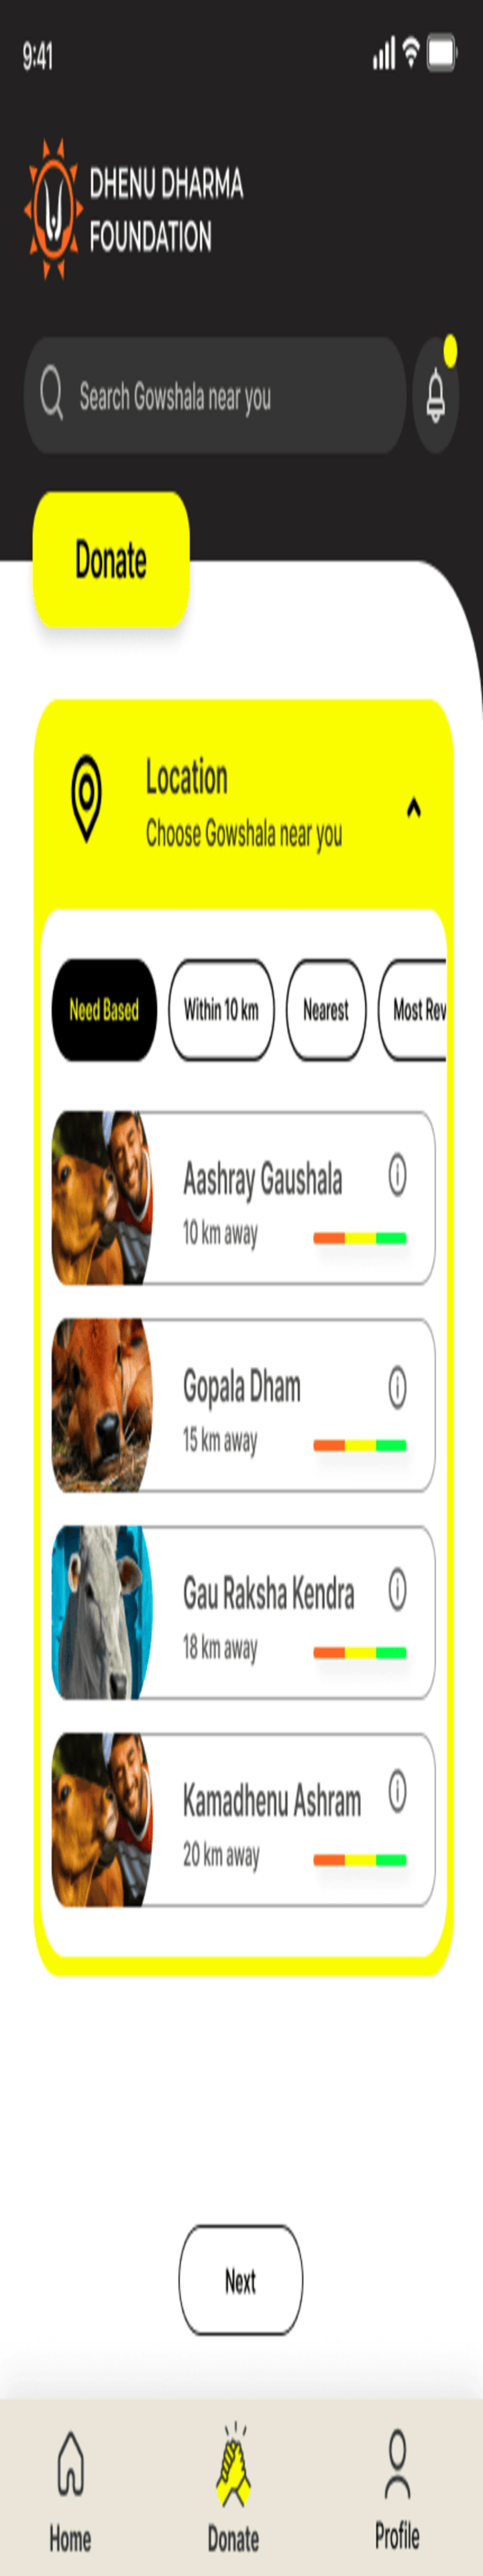 9:41
DHENU DHARMA
FOUNDATION
Search Gowshala near you
Donate
Location
Choose Gowshala near you
Need Based
Within 10 km
Nearest
Most Rev
Aashray Gaushala
10 km away
Gopala Dham
15 km away
Gau Raksha Kendra
18 km away
Kamadhenu Ashram
20 km away
Next
Home
Donate
Profile